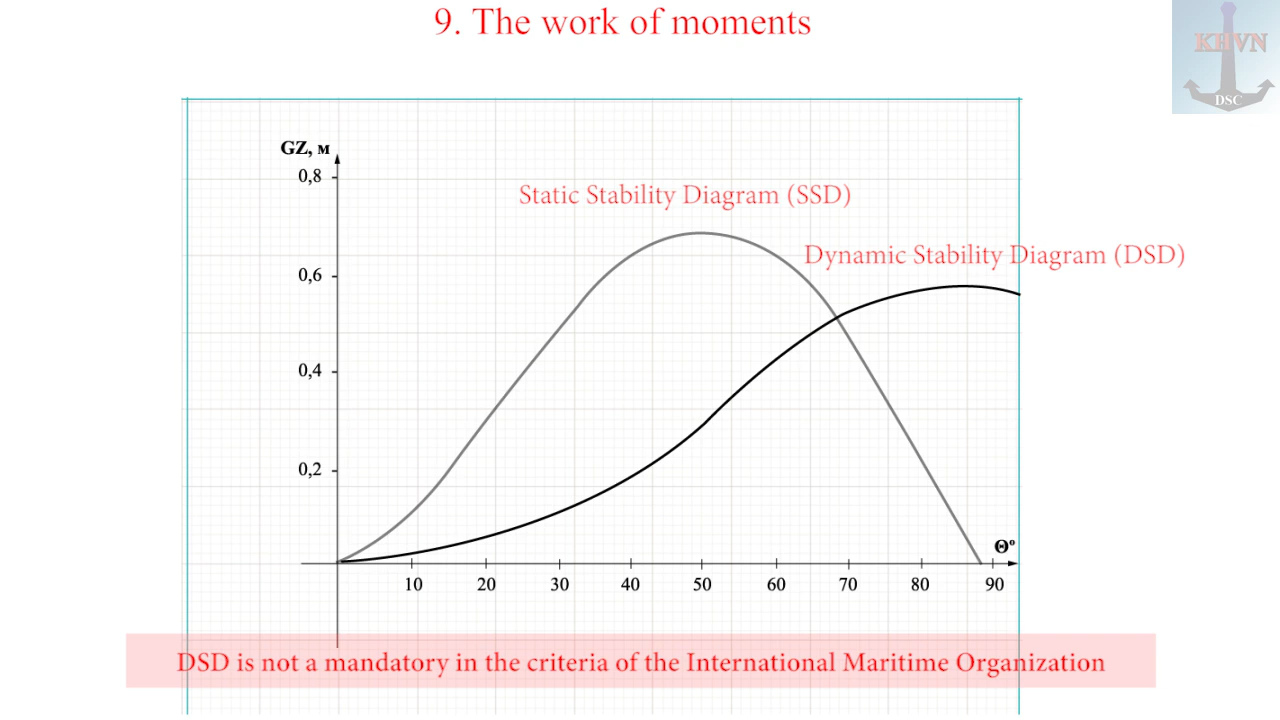 9. The work of moments
KHVN
DSC
GZ, м
0,8
Static Stability Diagram (SSD)
Dynamic Stability Diagram (DSD)
0,6
0,4
0,2
Θº
10 20 30 40 50 60 70 80 90
DSD is not a mandatory in the criteria of the International Maritime Organization